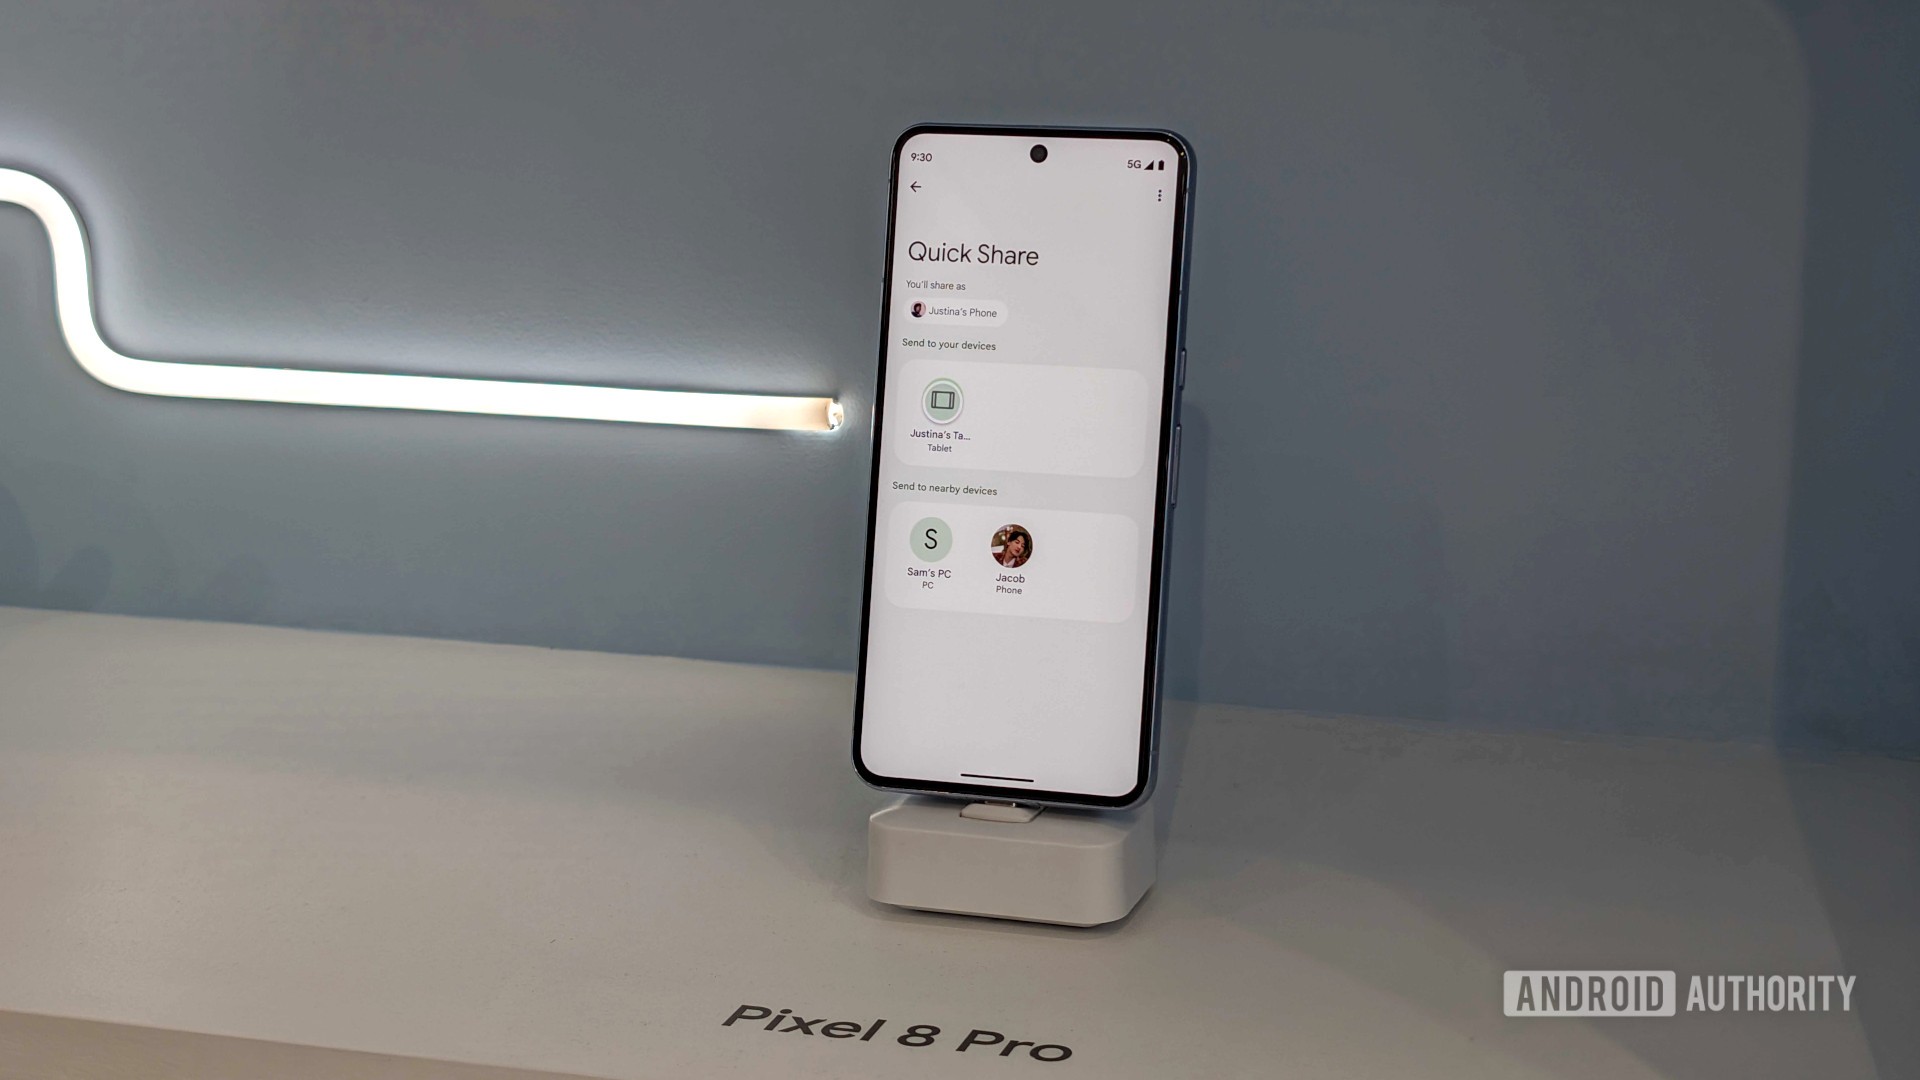 9:30
5G
Quick Share
You'll share as
Justina's Phone
Send to your devices
Justina's Ta...
Tablet
Send to nearby devices
S
Sam's PC
PC
Jacob
Phone
Pixel 8 Pro
ANDROID AUTHORITY